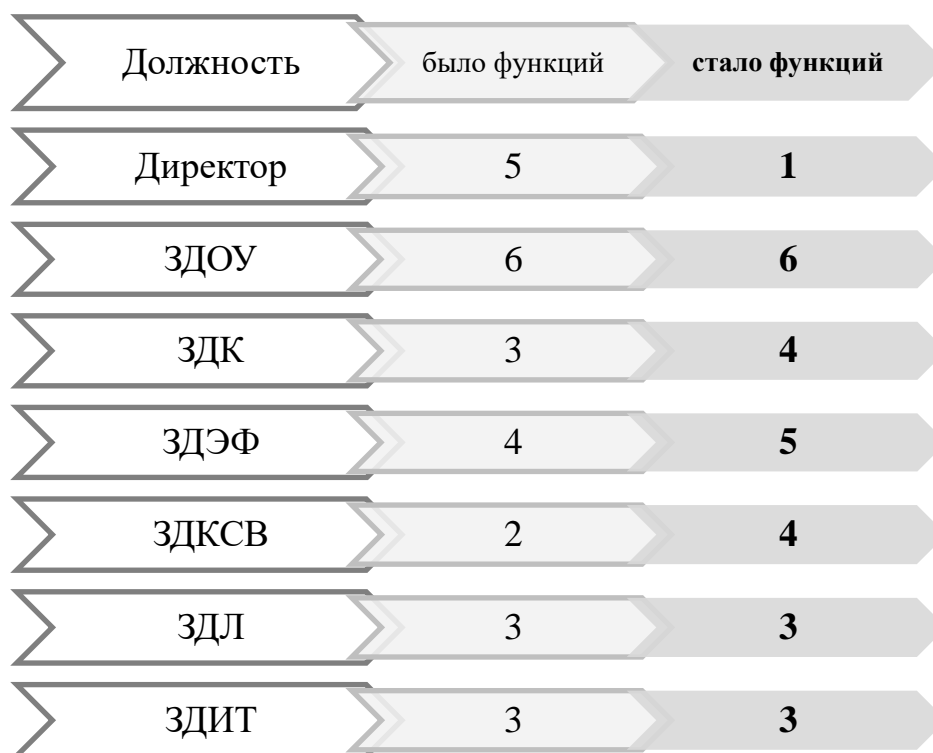 Должность было функций стало функций
Директор 5 1
ЗДОУ 6 6
ЗДК 3 4
ЗДЭФ 4 5
ЗДКСВ 2 4
ЗДЛ 3 3
ЗДИТ 3 3